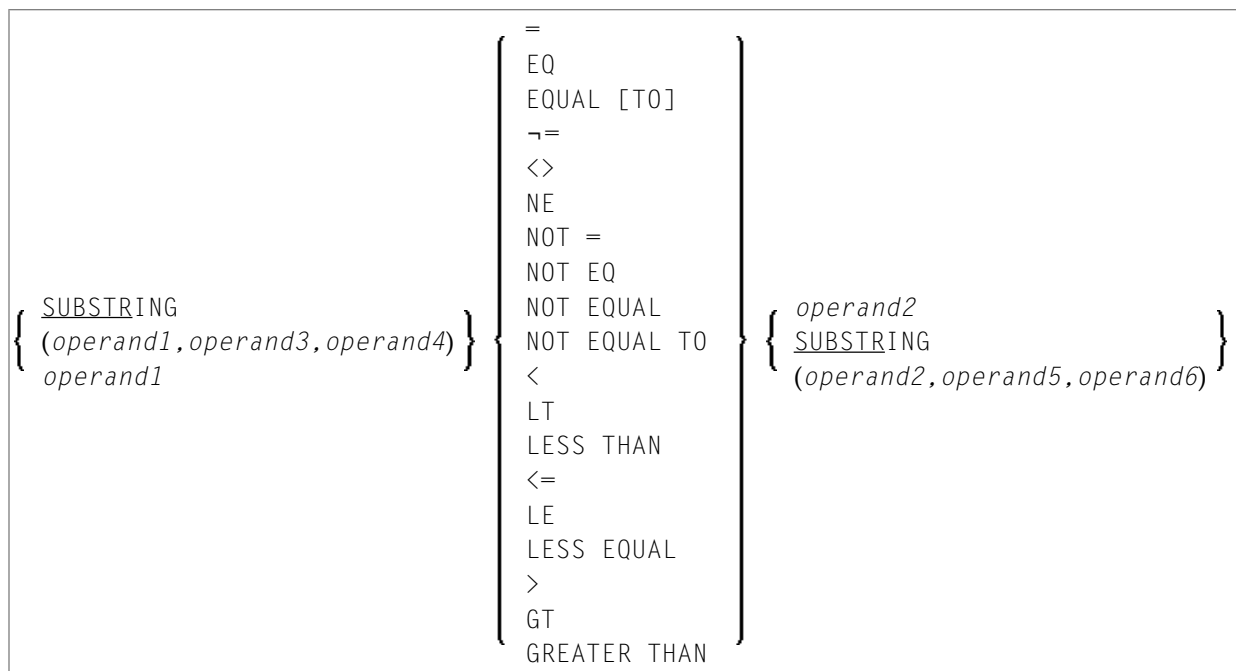 =
EQ
EQUAL [TO]
¬=
<>
NE
NOT =
NOT EQ
SUBSTRING
(operand1,operand3,operand4)
operand1
NOT EQUAL
NOT EQUAL TO
<
LT
LESS THAN
<=
LE
LESS EQUAL
>
GT
GREATER THAN
operand2
SUBSTRING
(operand2,operand5,operand6)